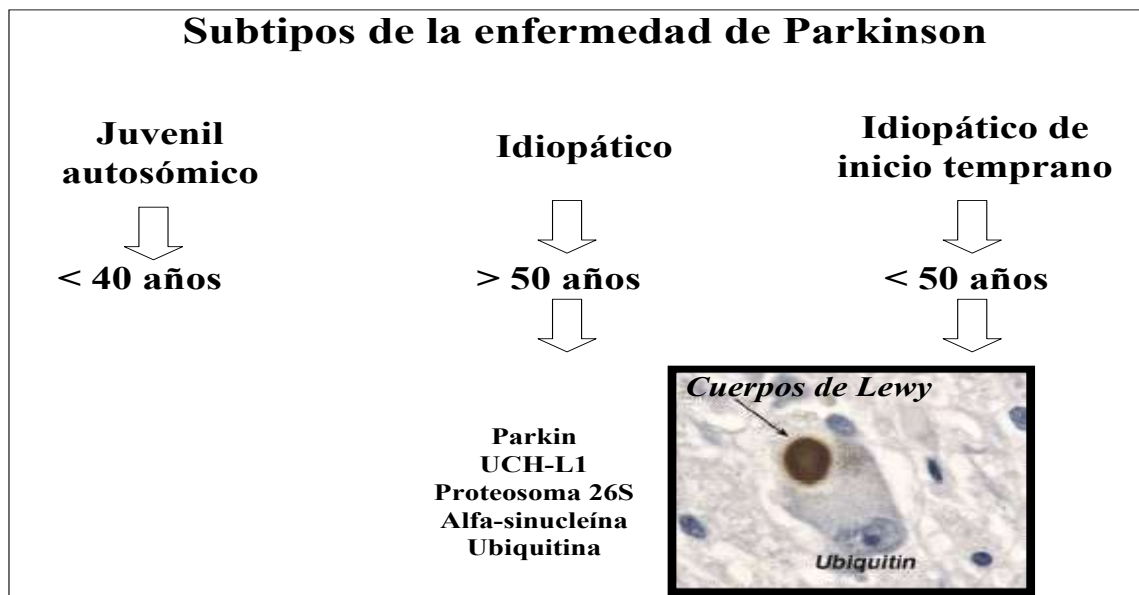 Subtipos de la enfermedad de Parkinson
Juvenil
autosómico
< 40 años
Idiopático
> 50 años
Idiopático de
inicio temprano
< 50 años
Parkin
UCH-L1
Proteosoma 26S
Alfa-sinucleína
Ubiquitina
Cuerpos de Lewy
Ubiquitin